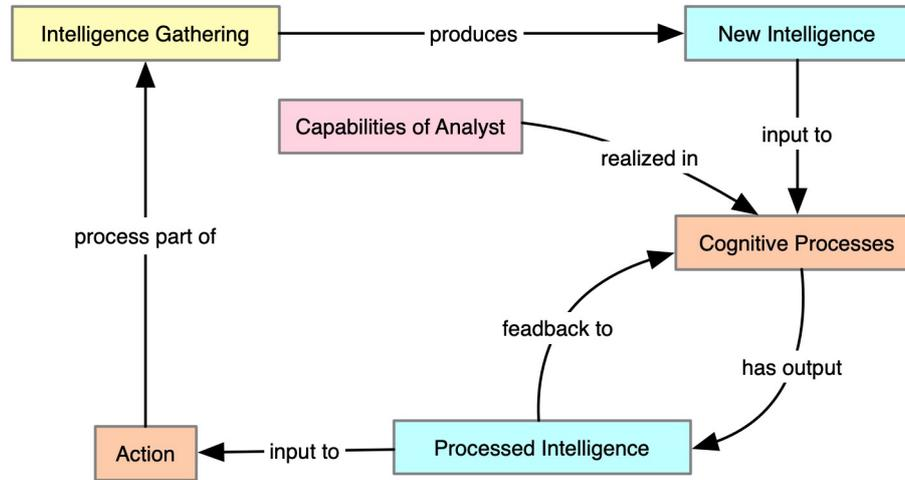 Intelligence Gathering
produces
New Intelligence
Capabilities of Analyst
realized in
input to
process part of
Cognitive Processes
feadback to
has output
Action
input to
Processed Intelligence